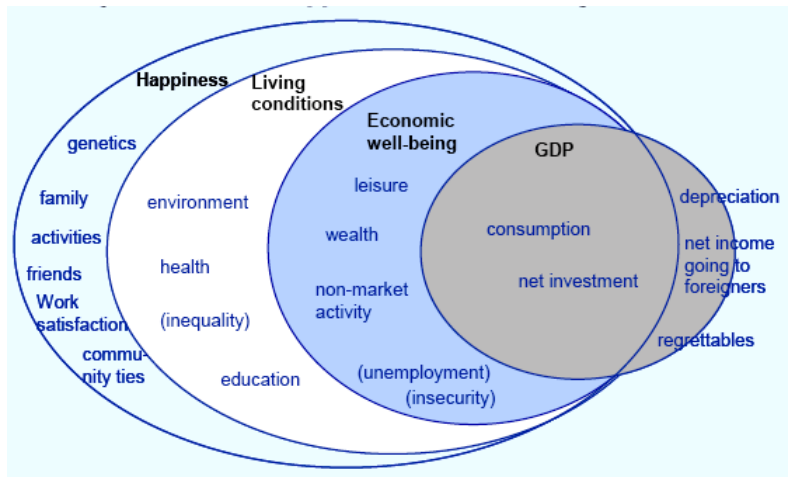 Happiness
Living
conditions
Economic
well-being
GDP
genetics
family
activities
friends
Work
satisfaction
commu-
nity ties
environment
health
(inequality)
education
leisure
wealth
non-market
activity
(unemployment)
(insecurity)
consumption
net investment
depreciation
net income
going to
foreigners
regrettables